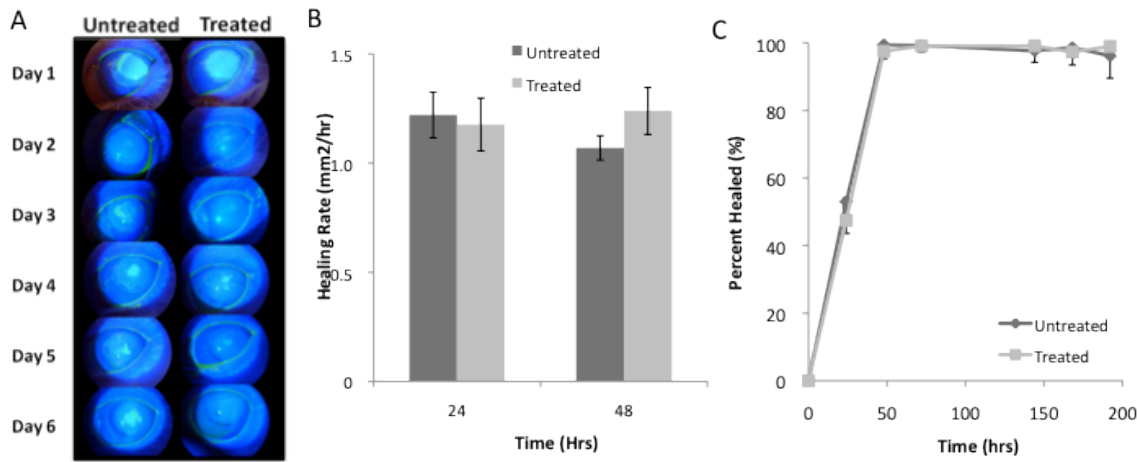 A
Untreated Treated
Day 1
Day 2
Day 3
Day 4
Day 5
Day 6
B
Untreated
Treated
Healing Rate (mm2/hr)
1.5
1.0
0.5
0
24 48
Time (Hrs)
C
Percent Healed (%)
100
80
60
40
20
0
Untreated
Treated
0 50 100 150 200
Time (hrs)